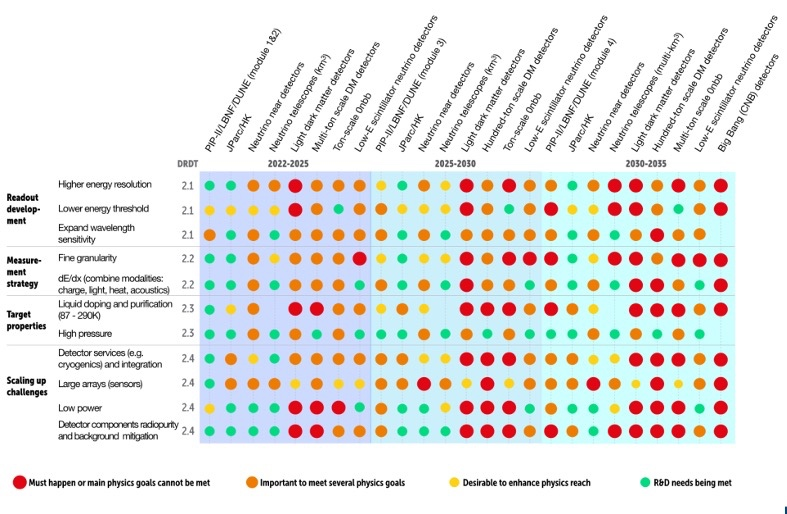 PIP-II/LBNF/DUNE (module 1&2)
JParc/HK
Neutrino near detectors
Neutrino telescopes (km³)
Light dark matter detectors
Multi-ton scale DM detectors
Ton-scale 0nbb
Low-E scintillator neutrino detectors
PIP-II/LBNF/DUNE (module 3)
JParc/HK
Neutrino near detectors
Neutrino telescopes (km³)
Light dark matter detectors
Hundred-ton scale DM detectors
Ton-scale 0nbb
Low-E scintillator neutrino detectors
PIP-II/LBNF/DUNE (module 4)
JParc/HK
Neutrino near detectors
Neutrino telescopes (multi-km³)
Light dark matter detectors
Hundred-ton scale DM detectors
Multi-ton scale 0nbb
Low-E scintillator neutrino detectors
Big Bang (CNB) detectors
DRDT 2022-2025 2025-2030 2030-2035
Readout
develop-
ment
Higher energy resolution 2.1
Lower energy threshold 2.1
Expand wavelength
sensitivity 2.1
Measure-
ment
strategy
Fine granularity 2.2
dE/dx (combine modalities:
charge, light, heat, acoustics) 2.2
Target
properties
Liquid doping and purification
(87 - 290K) 2.3
High pressure 2.3
Scaling up
challenges
Detector services (e.g.
cryogenics) and integration 2.4
Large arrays (sensors) 2.4
Low power 2.4
Detector components radiopurity
and background mitigation 2.4
Must happen or main physics goals cannot be met
Important to meet several physics goals
Desirable to enhance physics reach
R&D needs being met